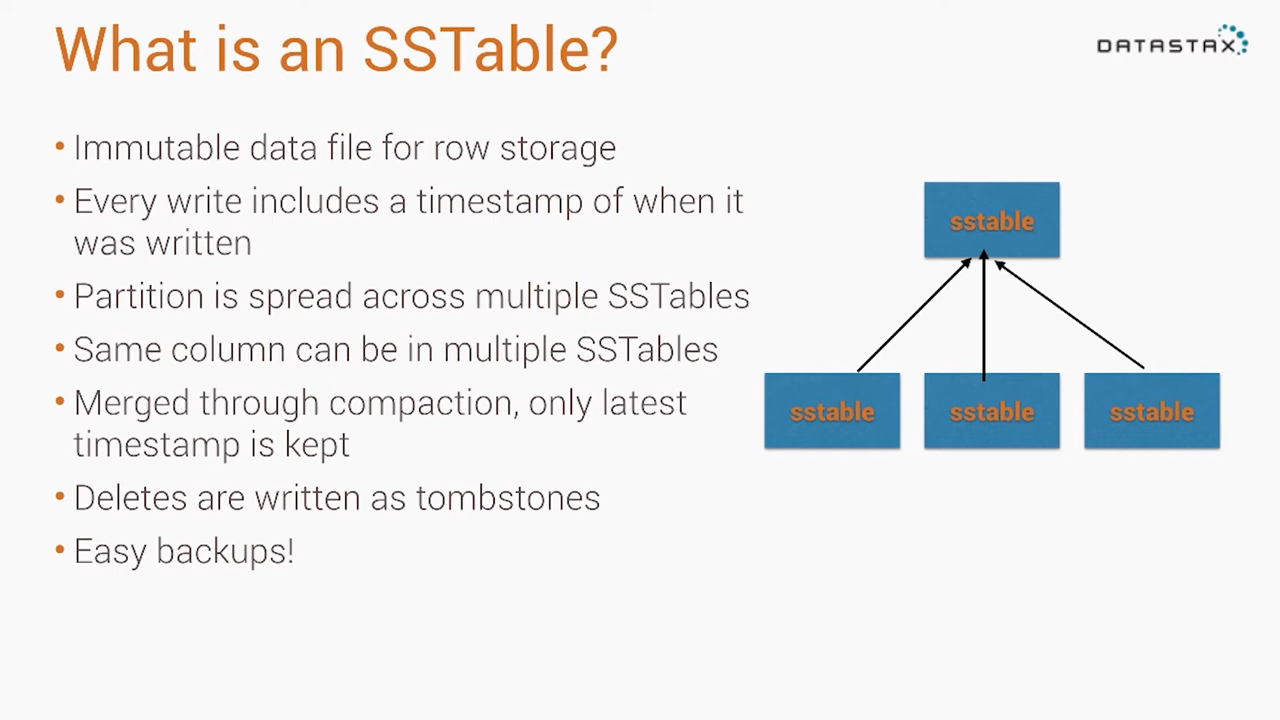 What is an SSTable?
DATASTAX
• Immutable data file for row storage
• Every write includes a timestamp of when it
was written
• Partition is spread across multiple SSTables
• Same column can be in multiple SSTables
• Merged through compaction, only latest
timestamp is kept
• Deletes are written as tombstones
• Easy backups!
sstable
sstable
sstable
sstable